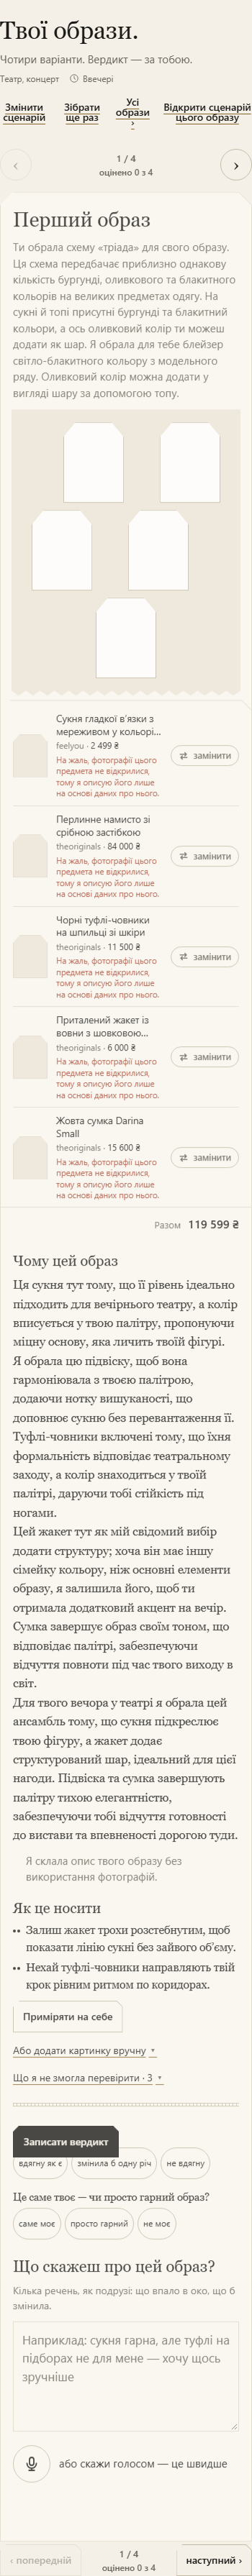 Твої образи.
Чотири варіанти. Вердикт — за тобою.
Театр, концерт Ввечері
Змінити
сценарій
Зібрати
ще раз
Усі
образи
›
Відкрити сценарій
цього образу
‹
1 / 4
оцінено 0 з 4
›
Перший образ
Ти обрала схему «тріада» для свого образу.
Ця схема передбачає приблизно однакову
кількість бургунді, оливкового та блакитного
кольорів на великих предметах одягу. На
сукні й топі присутні бургунді та блакитний
кольори, а ось оливковий колір ти можеш
додати як шар. Я обрала для тебе блейзер
світло-блакитного кольору з модельного
ряду. Оливковий колір можна додати у
вигляді шару за допомогою топу.
Сукня гладкої в'язки з
мереживом у кольорі…
feelyou · 2 499 ₴
На жаль, фотографії цього
предмета не відкрилися,
тому я описую його лише
на основі даних про нього.
замінити
Перлинне намисто зі
срібною застібкою
theoriginals · 84 000 ₴
На жаль, фотографії цього
предмета не відкрилися,
тому я описую його лише
на основі даних про нього.
замінити
Чорні туфлі-човники
на шпильці зі шкіри
theoriginals · 11 500 ₴
На жаль, фотографії цього
предмета не відкрилися,
тому я описую його лише
на основі даних про нього.
замінити
Приталений жакет із
вовни з шовковою…
theoriginals · 6 000 ₴
На жаль, фотографії цього
предмета не відкрилися,
тому я описую його лише
на основі даних про нього.
замінити
Жовта сумка Darina
Small
theoriginals · 15 600 ₴
На жаль, фотографії цього
предмета не відкрилися,
тому я описую його лише
на основі даних про нього.
замінити
Разом 119 599 ₴
Чому цей образ
Ця сукня тут тому, що її рівень ідеально
підходить для вечірнього театру, а колір
вписується у твою палітру, пропонуючи
міцну основу, яка личить твоїй фігурі.
Я обрала цю підвіску, щоб вона
гармоніювала з твоєю палітрою,
додаючи нотку вишуканості, що
доповнює сукню без перевантаження її.
Туфлі-човники включені тому, що їхня
формальність відповідає театральному
заходу, а колір знаходиться у твоїй
палітрі, даруючи тобі стійкість під
ногами.
Цей жакет тут як мій свідомий вибір
додати структуру; хоча він має іншу
сімейку кольору, ніж основні елементи
образу, я залишила його, щоб ти
отримала додатковий акцент на вечір.
Сумка завершує образ своїм тоном, що
відповідає палітрі, забезпечуючи
відчуття повноти під час твого виходу в
світ.
Для твого вечора у театрі я обрала цей
ансамбль тому, що сукня підкреслює
твою фігуру, а жакет додає
структурований шар, ідеальний для цієї
нагоди. Підвіска та сумка завершують
палітру тихою елегантністю,
забезпечуючи тобі відчуття готовності
до вистави та впевненості дорогою туди.
Я склала опис твого образу без
використання фотографій.
Як це носити
Залиш жакет трохи розстебнутим, щоб
показати лінію сукні без зайвого об'єму.
Нехай туфлі-човники направляють твій
крок рівним ритмом по коридорах.
Приміряти на себе
Або додати картинку вручну
Що я не змогла перевірити · 3
Записати вердикт
вдягну як є
змінила б одну річ
не вдягну
Це саме твоє — чи просто гарний образ?
саме моє
просто гарний
не моє
Що скажеш про цей образ?
Кілька речень, як подрузі: що впало в око, що б
змінила.
Наприклад: сукня гарна, але туфлі на
підборах не для мене — хочу щось
зручніше
або скажи голосом — це швидше
‹ попередній
1 / 4
оцінено 0 з 4
наступний ›